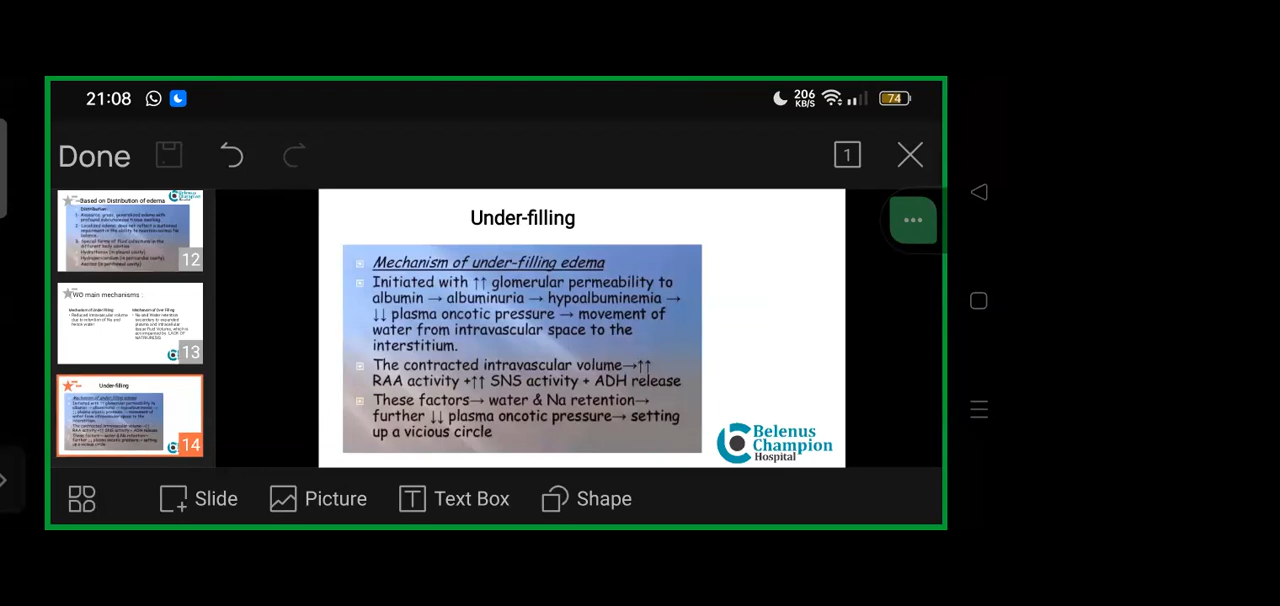 21:08
206
KB/S
74
Done
1
Based on Distribution of edema
12
TWO main mechanisms :
13
Under-filling
14
Under-filling
Mechanism of under-filling edema
Initiated with ↑↑ glomerular permeability to
albumin → albuminuria → hypoalbuminemia →
↓↓ plasma oncotic pressure → movement of
water from intravascular space to the
interstitium.
The contracted intravascular volume→↑↑
RAA activity +↑↑ SNS activity + ADH release
These factors→ water & Na retention→
further ↓↓ plasma oncotic pressure→ setting
up a vicious circle
Belenus
Champion
Hospital
Slide
Picture
Text Box
Shape